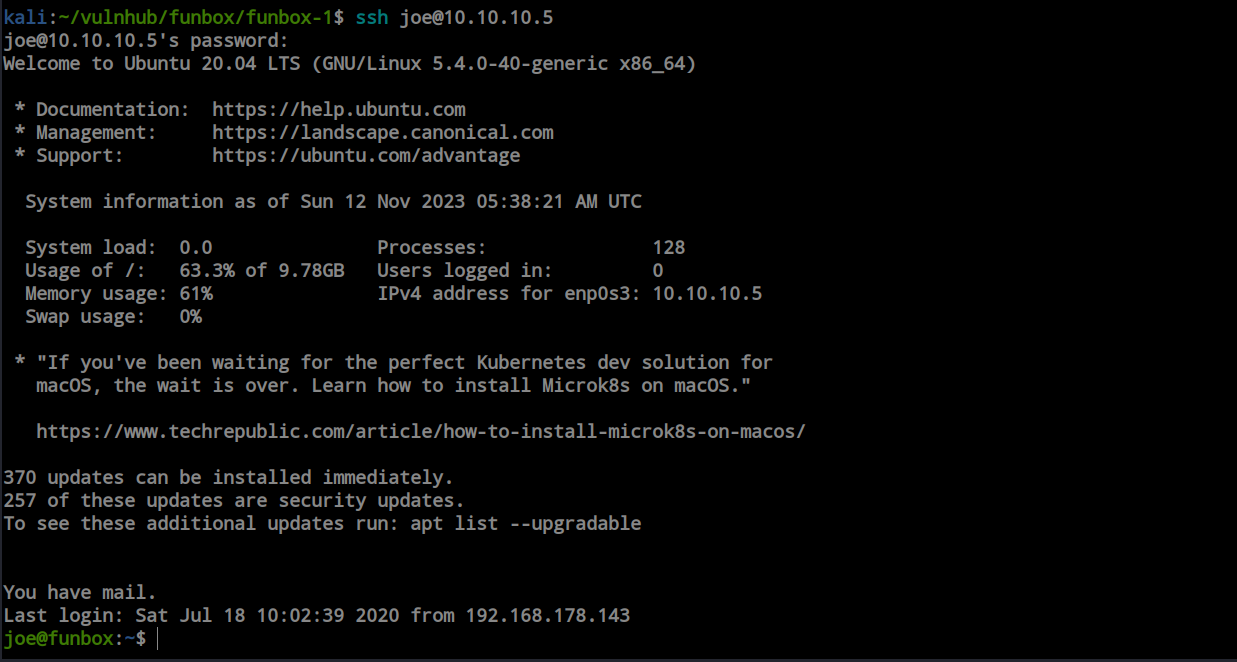 kali:~/vulnhub/funbox/funbox-1$ ssh joe@10.10.10.5
joe@10.10.10.5's password:
Welcome to Ubuntu 20.04 LTS (GNU/Linux 5.4.0-40-generic x86_64)
* Documentation:  https://help.ubuntu.com
* Management:     https://landscape.canonical.com
* Support:        https://ubuntu.com/advantage
System information as of Sun 12 Nov 2023 05:38:21 AM UTC
System load:  0.0               Processes:               128
Usage of /:   63.3% of 9.78GB   Users logged in:         0
Memory usage: 61%               IPv4 address for enp0s3: 10.10.10.5
Swap usage:   0%
* "If you've been waiting for the perfect Kubernetes dev solution for
macOS, the wait is over. Learn how to install Microk8s on macOS."
https://www.techrepublic.com/article/how-to-install-microk8s-on-macos/
370 updates can be installed immediately.
257 of these updates are security updates.
To see these additional updates run: apt list --upgradable
You have mail.
Last login: Sat Jul 18 10:02:39 2020 from 192.168.178.143
joe@funbox:~$